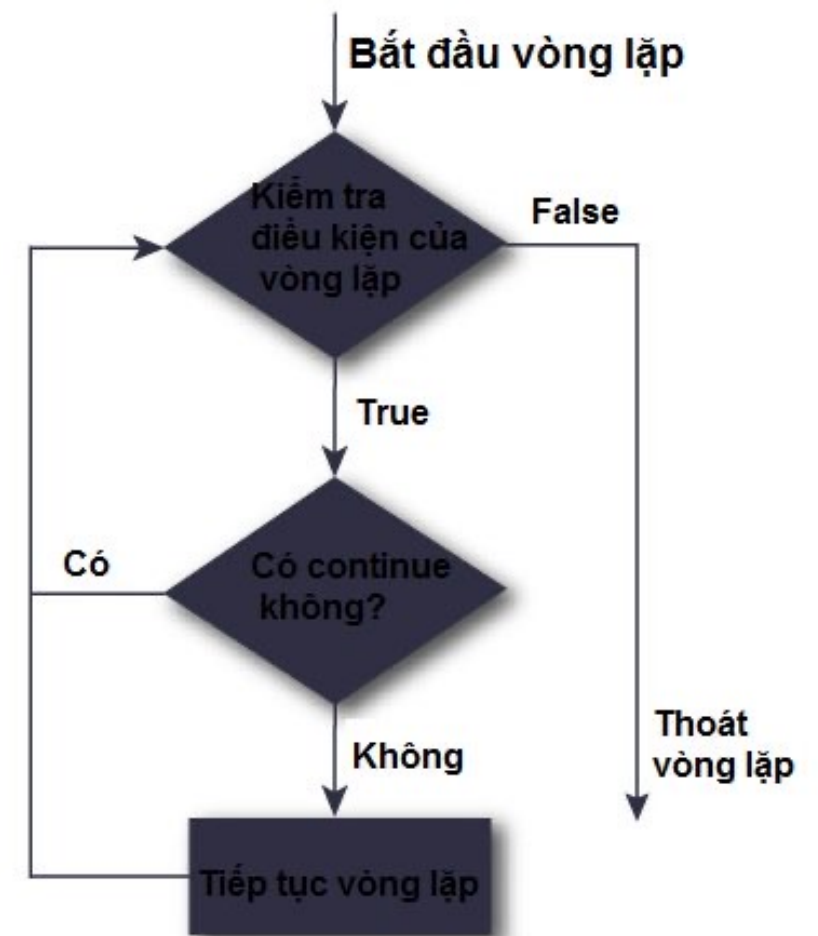 Bắt đầu vòng lặp
Kiểm tra
điều kiện của
vòng lặp
False
True
Có
Có continue
không?
Không
Thoát
vòng lặp
Tiếp tục vòng lặp